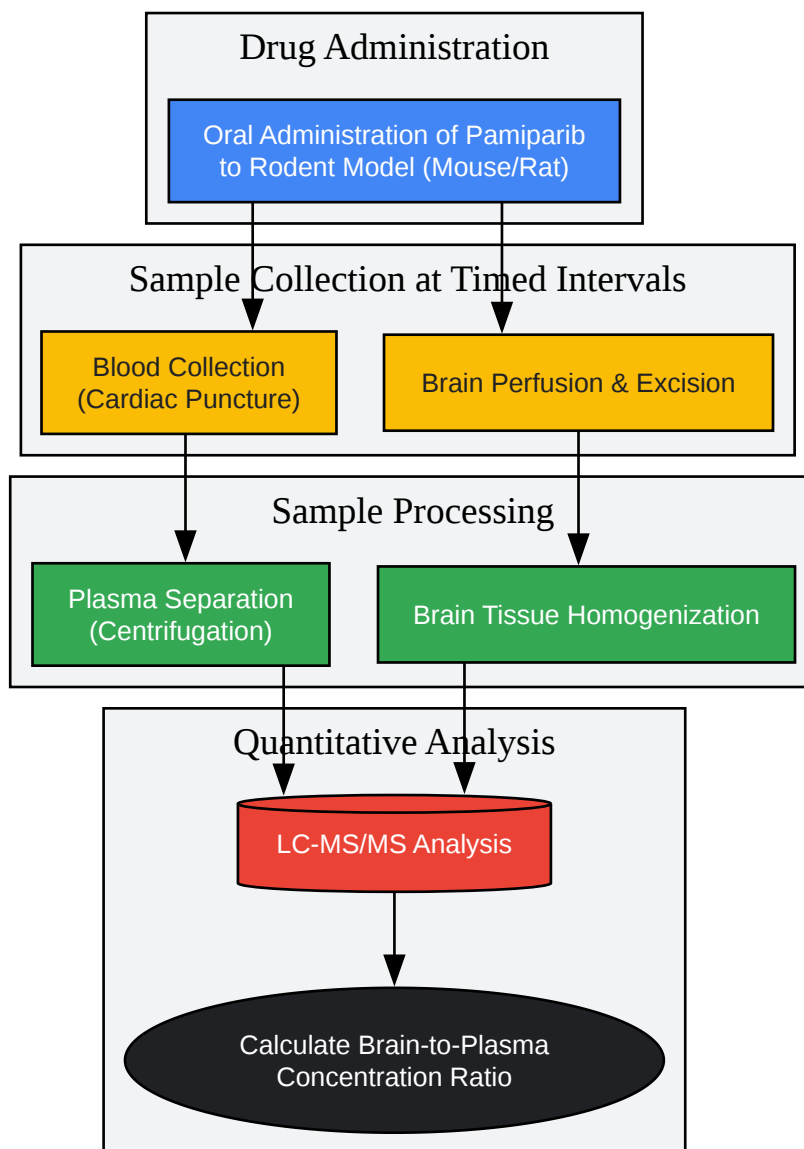 Drug Administration
Oral Administration of Pamiparib
to Rodent Model (Mouse/Rat)
Sample Collection at Timed Intervals
Blood Collection
(Cardiac Puncture)
Brain Perfusion & Excision
Sample Processing
Plasma Separation
(Centrifugation)
Brain Tissue Homogenization
Quantitative Analysis
LC-MS/MS Analysis
Calculate Brain-to-Plasma
Concentration Ratio